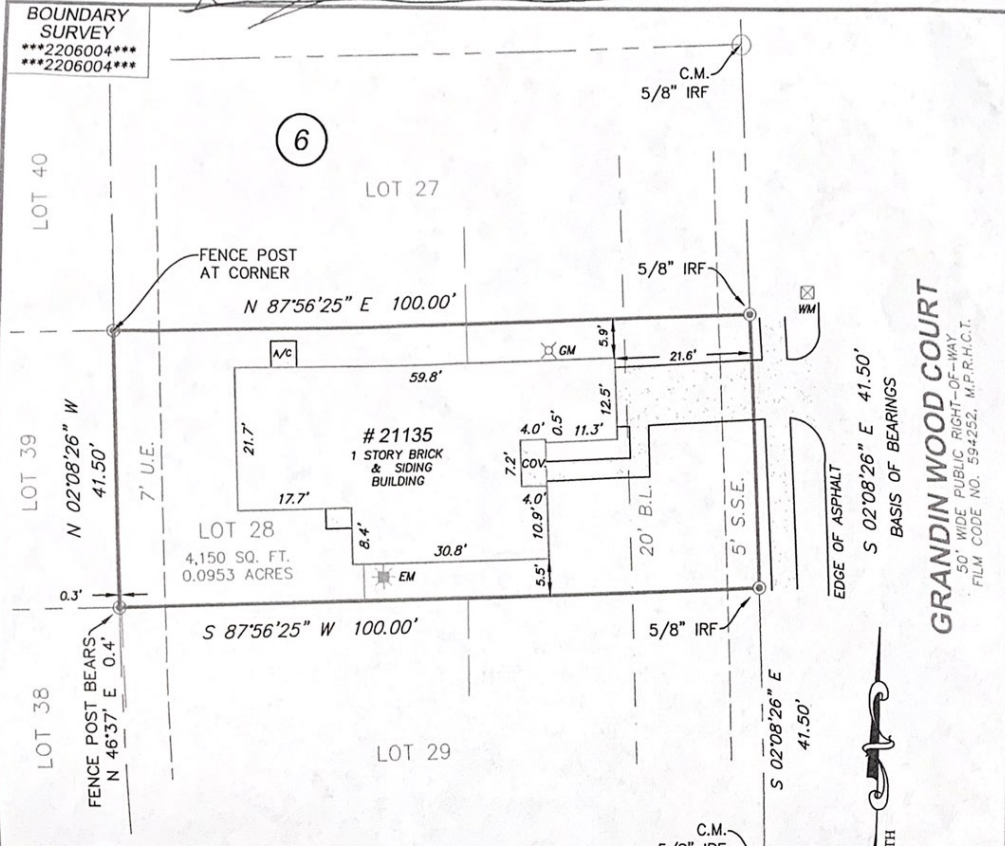 BOUNDARY
SURVEY
***2206004***
***2206004***
C.M.
5/8" IRF
6
LOT 40
LOT 27
FENCE POST
AT CORNER
5/8" IRF
WM
N 87°56'25" E 100.00'
A/C
GM
5.9'
21.6'
59.8'
LOT 39
N 02°08'26" W
41.50'
7' U.E.
21.7'
# 21135
1 STORY BRICK
& SIDING
BUILDING
12.5'
4.0'
0.5'
11.3'
7.2'
COV.
4.0'
10.9'
17.7'
8.4'
30.8'
5.5'
LOT 28
4,150 SQ. FT.
0.0953 ACRES
EM
20' B.L.
5' S.S.E.
EDGE OF ASPHALT
S 02°08'26" E 41.50'
BASIS OF BEARINGS
GRANDIN WOOD COURT
50' WIDE PUBLIC RIGHT-OF-WAY
FILM CODE NO. 594252, M.P.R.H.C.T.
0.3'
S 87°56'25" W 100.00'
5/8" IRF
LOT 38
FENCE POST BEARS
N 46°37' E 0.4'
LOT 29
S 02°08'26" E
41.50'
C.M.
5/8" IRF
TH